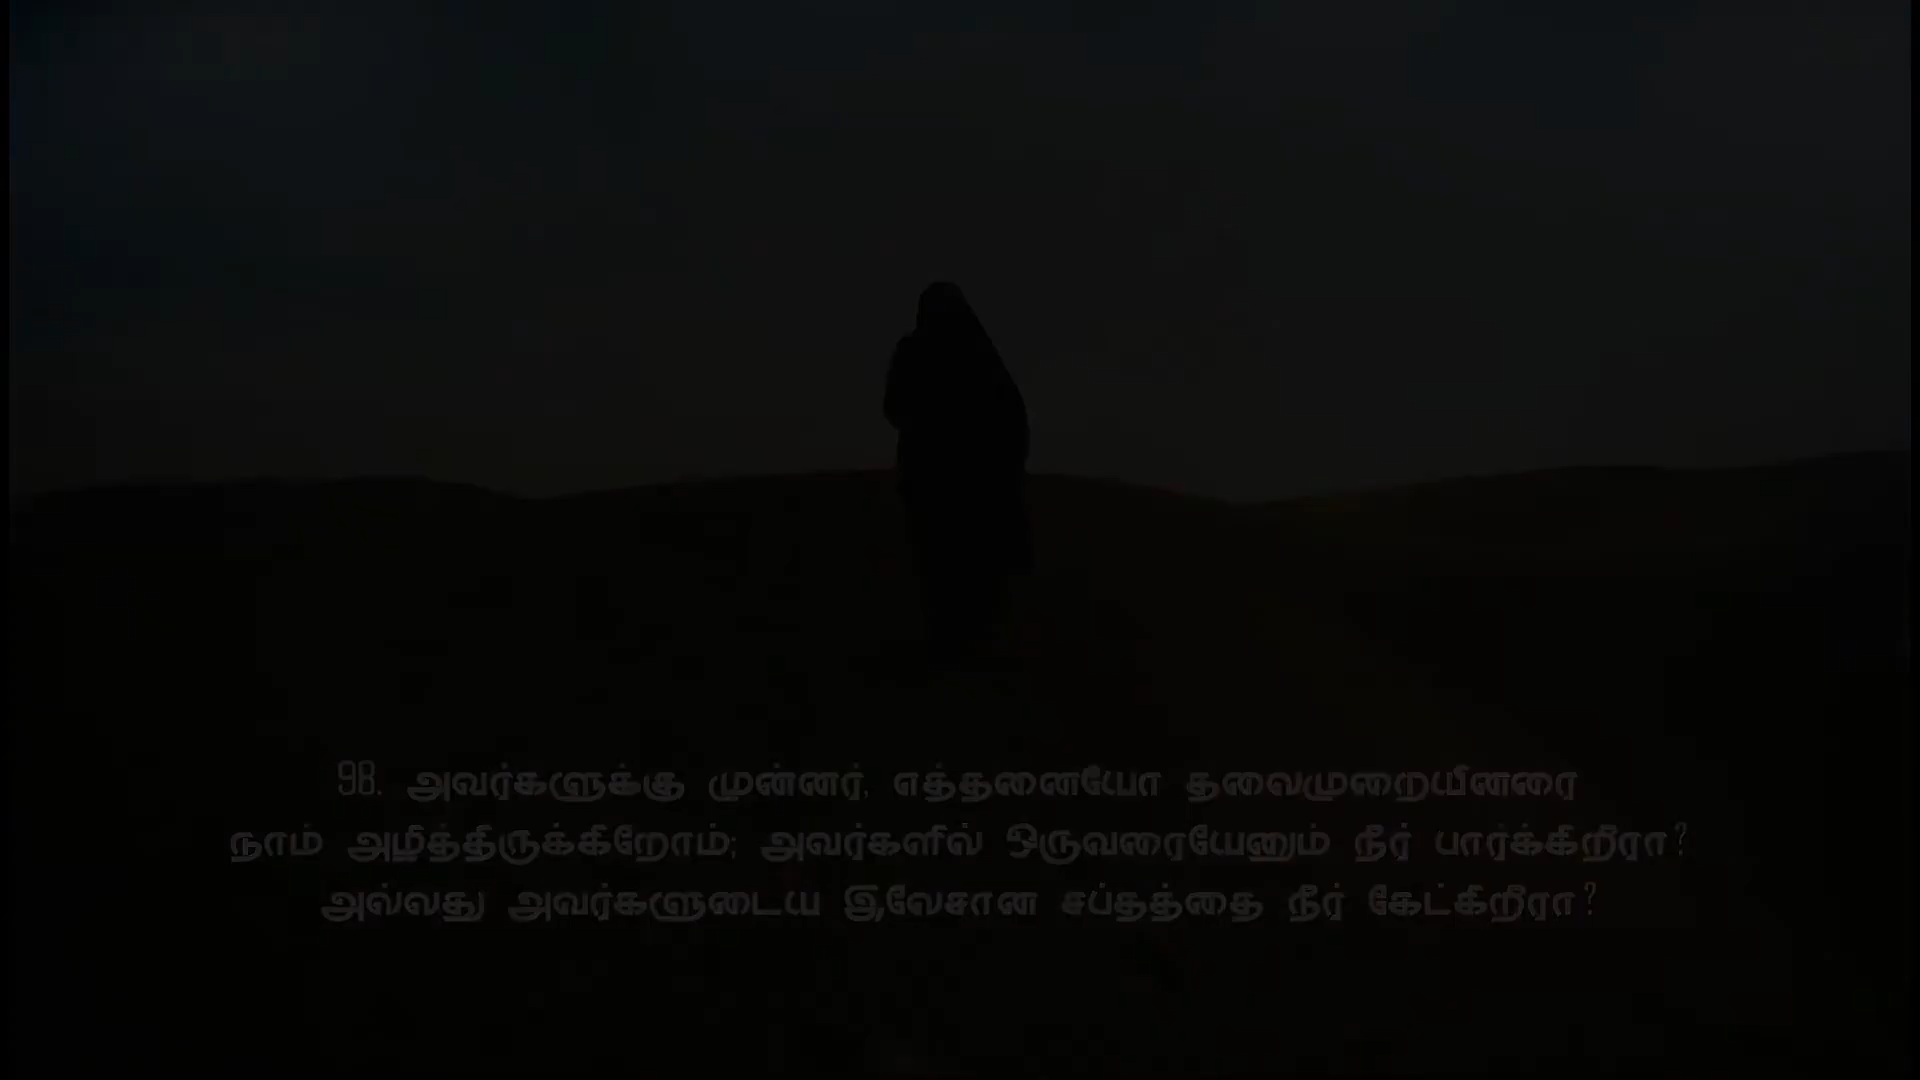 98. அவர்களுக்கு முன்னர், எத்தனையோ தலைமுறையினரை
நாம் அழித்திருக்கிறோம்; அவர்களில் ஒருவரையேனும் நீர் பார்க்கிறீரா?
அல்லது அவர்களுடைய இலேசான சப்தத்தை நீர் கேட்கிறீரா?